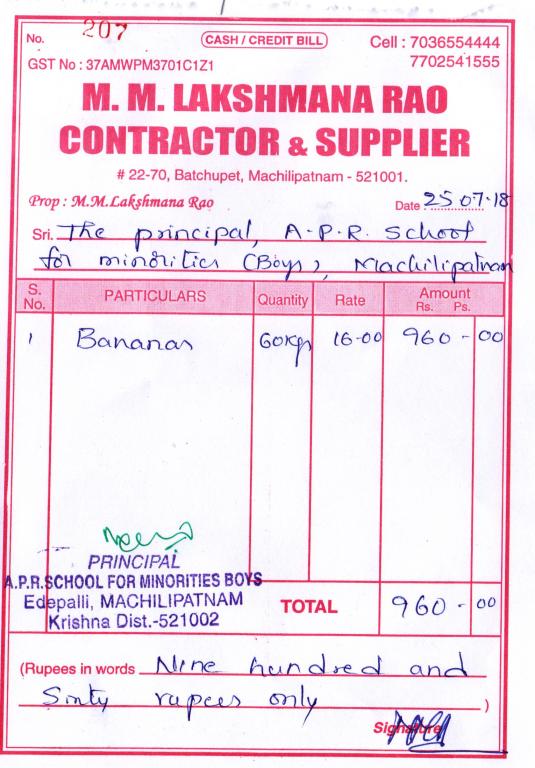 No. 207 CASH / CREDIT BILL Cell : 7036554444
GST No : 37AMWPM3701C1Z1 7702541555
M. M. LAKSHMANA RAO
CONTRACTOR & SUPPLIER
# 22-70, Batchupet, Machilipatnam - 521001.
Prop : M.M.Lakshmana Rao Date 25 07-18
Sri. The principal, A.P.R. School
for minorities (Boys), Machilipatnam
S. No. PARTICULARS Quantity Rate Amount Rs. Ps.
1 Bananas 60kgs 16-00 960 - 00
PRINCIPAL
A.P.R.SCHOOL FOR MINORITIES BOYS
Edepalli, MACHILIPATNAM
Krishna Dist.-521002
TOTAL 960 - 00
(Rupees in words Nine hundred and
Sixty rupees only )
Signature